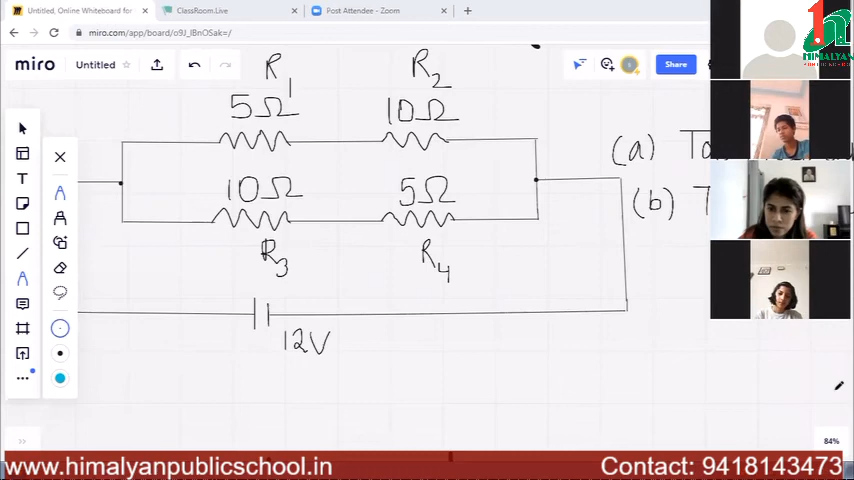 Untitled, Online Whiteboard for
ClassRoom.Live
Post Attendee - Zoom
miro.com/app/board/o9J_lBnOSak=/
miro
Untitled
Share
R1
R2
5Ω
10Ω
(a)
10Ω
5Ω
(b)
R3
R4
12V
84%
HIMALYAN
www.himalyanpublicschool.in
Contact: 9418143473